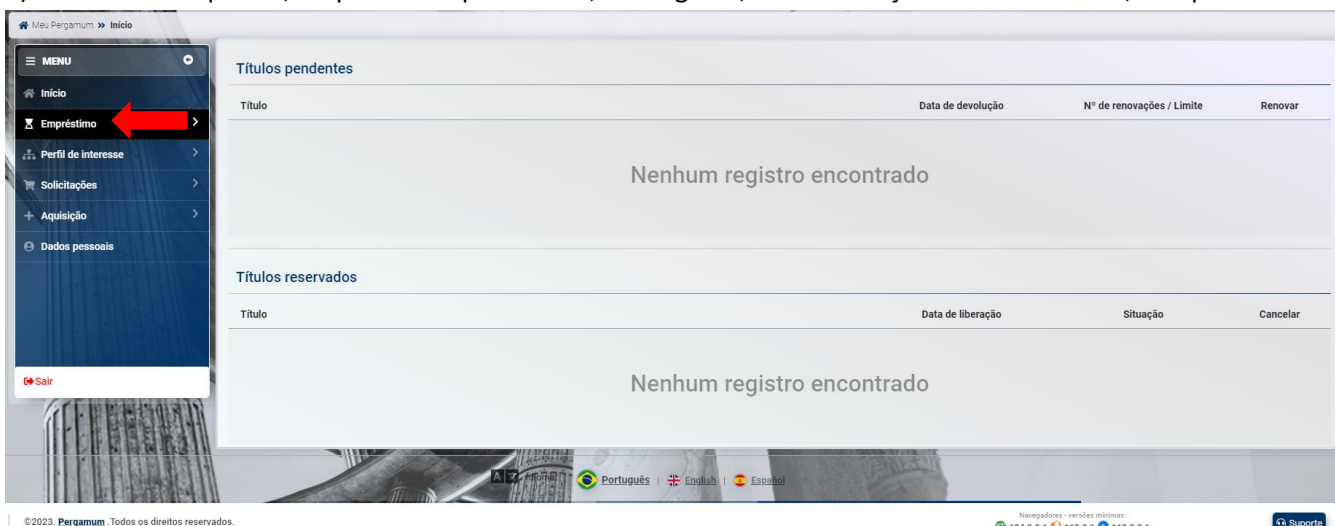 Meu Pergamum » Início
MENU
Início
Empréstimo
Perfil de interesse
Solicitações
Aquisição
Dados pessoais
Sair
Títulos pendentes
Título Data de devolução Nº de renovações / Limite Renovar
Nenhum registro encontrado
Títulos reservados
Título Data de liberação Situação Cancelar
Nenhum registro encontrado
Idioma: Português | English | Español
©2023. Pergamum .Todos os direitos reservados.
Navegadores - versões mínimas:
Suporte